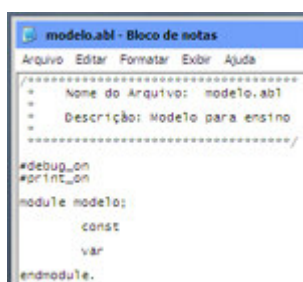 modelo.abl - Bloco de notas
Arquivo Editar Formatar Exibir Ajuda
/**************************************
* Nome do Arquivo: modelo.abl
*
* Descrição: Modelo para ensino
*
**************************************/
#debug_on
#print_on
module modelo;
const
var
endmodule.